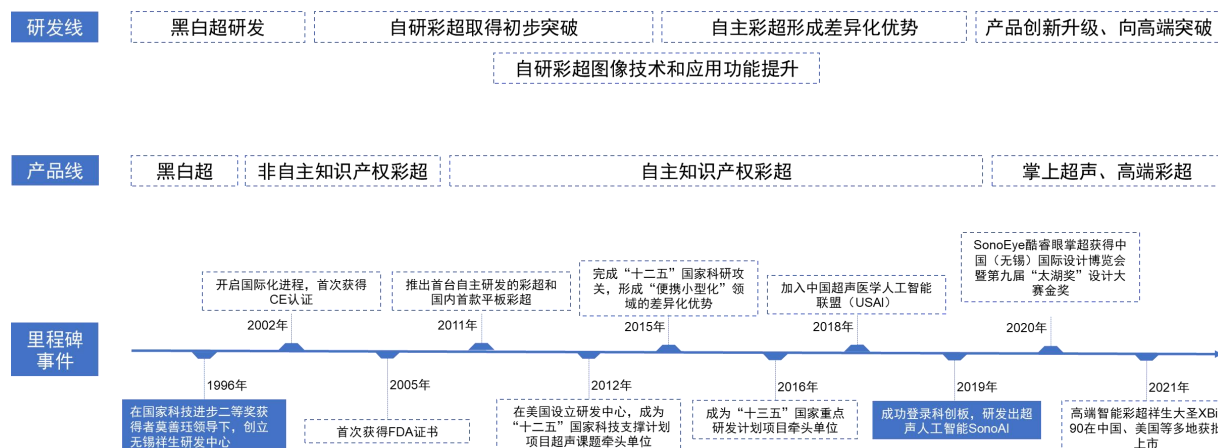 研发线
黑白超研发
自研彩超取得初步突破
自主彩超形成差异化优势
产品创新升级、向高端突破
自研彩超图像技术和应用功能提升
产品线
黑白超
非自主知识产权彩超
自主知识产权彩超
掌上超声、高端彩超
里程碑
事件
开启国际化进程，首次获得
CE认证
2002年
推出首台自主研发的彩超和
国内首款平板彩超
2011年
完成“十二五”国家科研攻
关，形成“便携小型化”领
域的差异化优势
2015年
加入中国超声医学人工智能
联盟（USAI）
2018年
SonoEye酷睿眼掌超获得中
国（无锡）国际设计博览会
暨第九届“太湖奖”设计大
赛金奖
2020年
1996年
在国家科技进步二等奖获
得者莫善珏领导下，创立
无锡祥生研发中心
2005年
首次获得FDA证书
2012年
在美国设立研发中心，成为
“十二五”国家科技支撑计划
项目超声课题牵头单位
2016年
成为“十三五”国家重点
研发计划项目牵头单位
2019年
成功登录科创板，研发出超
声人工智能SonoAI
2021年
高端智能彩超祥生大圣XBi
90在中国、美国等多地获批
上市